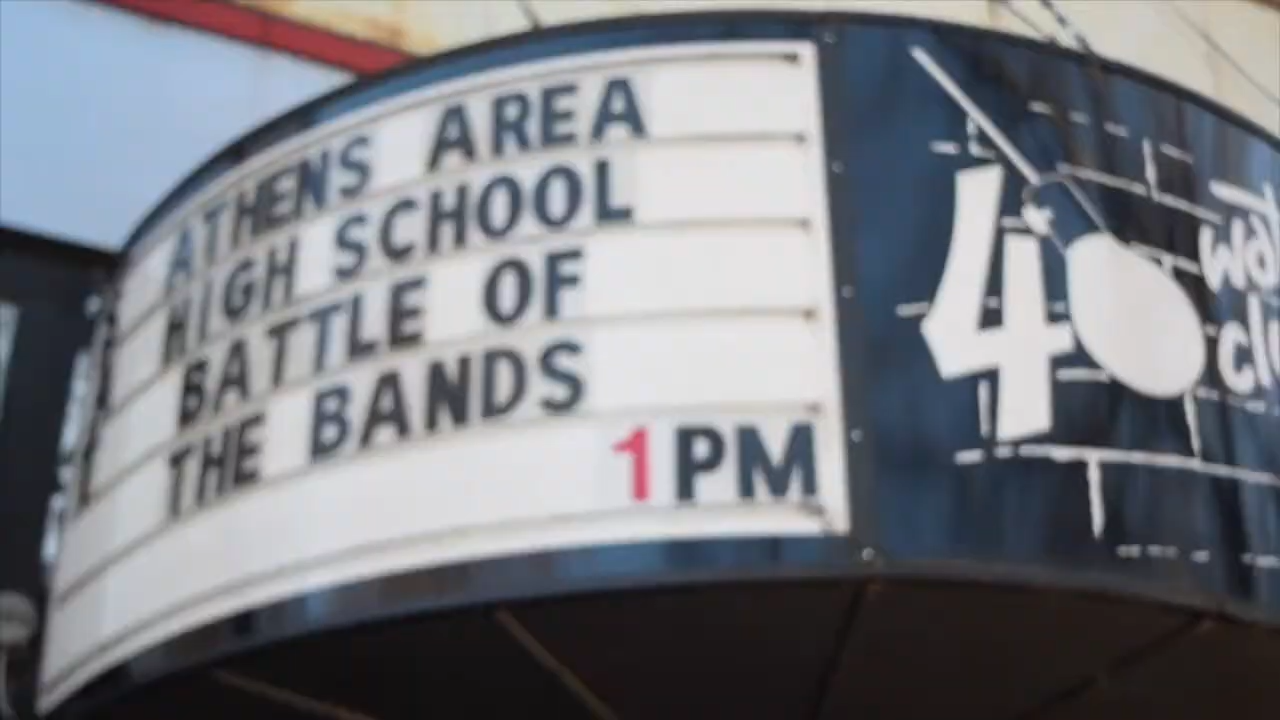 ATHENS AREA
HIGH SCHOOL
BATTLE OF
THE BANDS
1PM
40